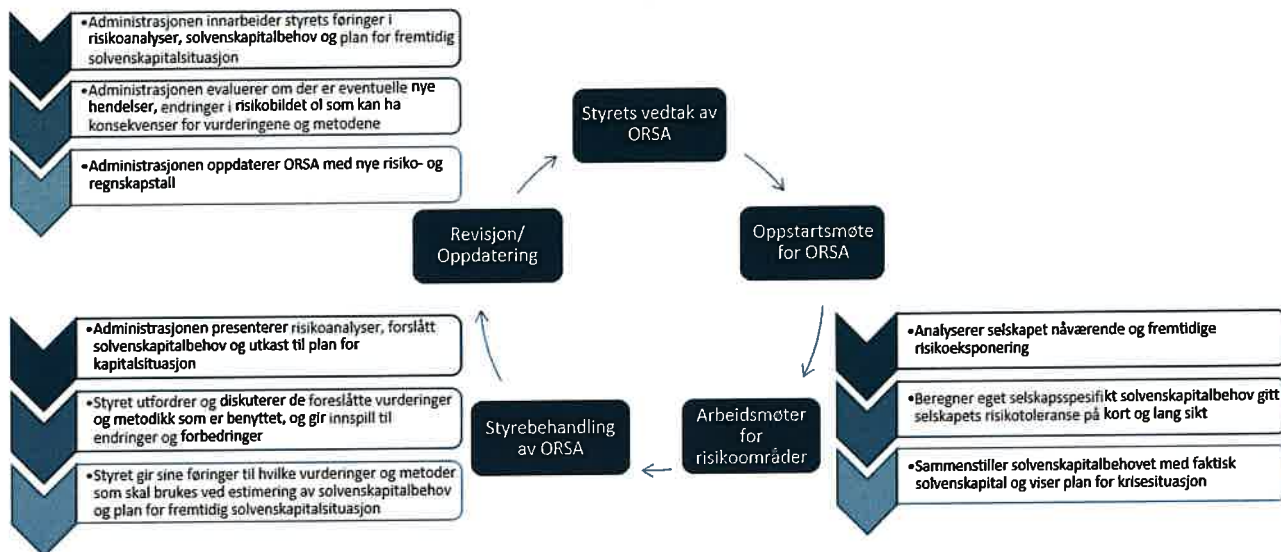 •Administrasjonen innarbeider styrets føringer i
risikoanalyser, solvenskapitalbehov og plan for fremtidig
solvenskapitalsituasjon
•Administrasjonen evaluerer om der er eventuelle nye
hendelser, endringer i risikobildet ol som kan ha
konsekvenser for vurderingene og metodene
•Administrasjonen oppdaterer ORSA med nye risiko- og
regnskapstall
Styrets vedtak av
ORSA
Oppstartsmøte
for ORSA
Revisjon/
Oppdatering
•Administrasjonen presenterer risikoanalyser, forslått
solvenskapitalbehov og utkast til plan for
kapitalsituasjon
•Styret utfordrer og diskuterer de foreslåtte vurderinger
og metodikk som er benyttet, og gir innspill til
endringer og forbedringer
•Styret gir sine føringer til hvilke vurderinger og metoder
som skal brukes ved estimering av solvenskapitalbehov
og plan for fremtidig solvenskapitalsituasjon
Styrebehandling
av ORSA
Arbeidsmøter
for
risikoområder
•Analyserer selskapet nåværende og fremtidige
risikoeksponering
•Beregner eget selskapsspesifikt solvenskapitalbehov gitt
selskapets risikotoleranse på kort og lang sikt
•Sammenstiller solvenskapitalbehovet med faktisk
solvenskapital og viser plan for krisesituasjon